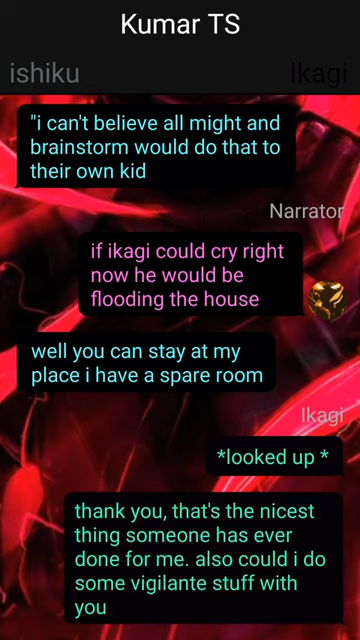 Kumar TS
ishiku
Ikagi
"i can't believe all might and
brainstorm would do that to
their own kid
Narrator
if ikagi could cry right
now he would be
flooding the house
well you can stay at my
place i have a spare room
Ikagi
*looked up *
thank you, that's the nicest
thing someone has ever
done for me. also could i do
some vigilante stuff with
you